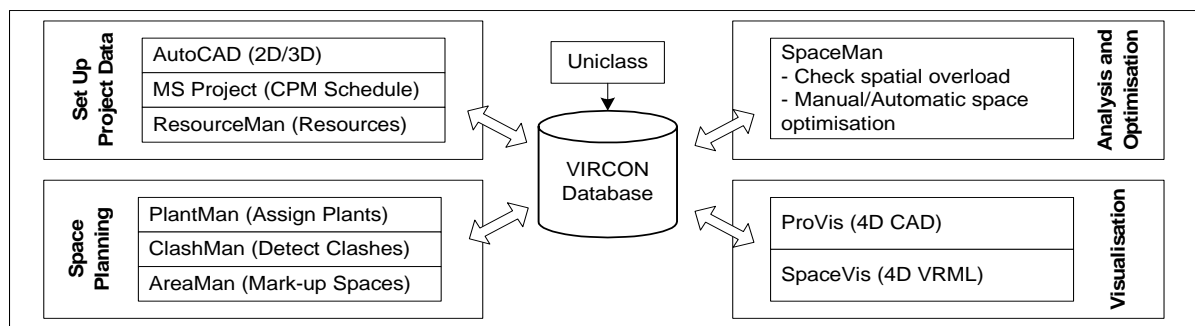 Set Up
Project Data
AutoCAD (2D/3D)
MS Project (CPM Schedule)
ResourceMan (Resources)
Space
Planning
PlantMan (Assign Plants)
ClashMan (Detect Clashes)
AreaMan (Mark-up Spaces)
Uniclass
VIRCON
Database
SpaceMan
- Check spatial overload
- Manual/Automatic space
optimisation
Analysis and
Optimisation
ProVis (4D CAD)
SpaceVis (4D VRML)
Visualisation